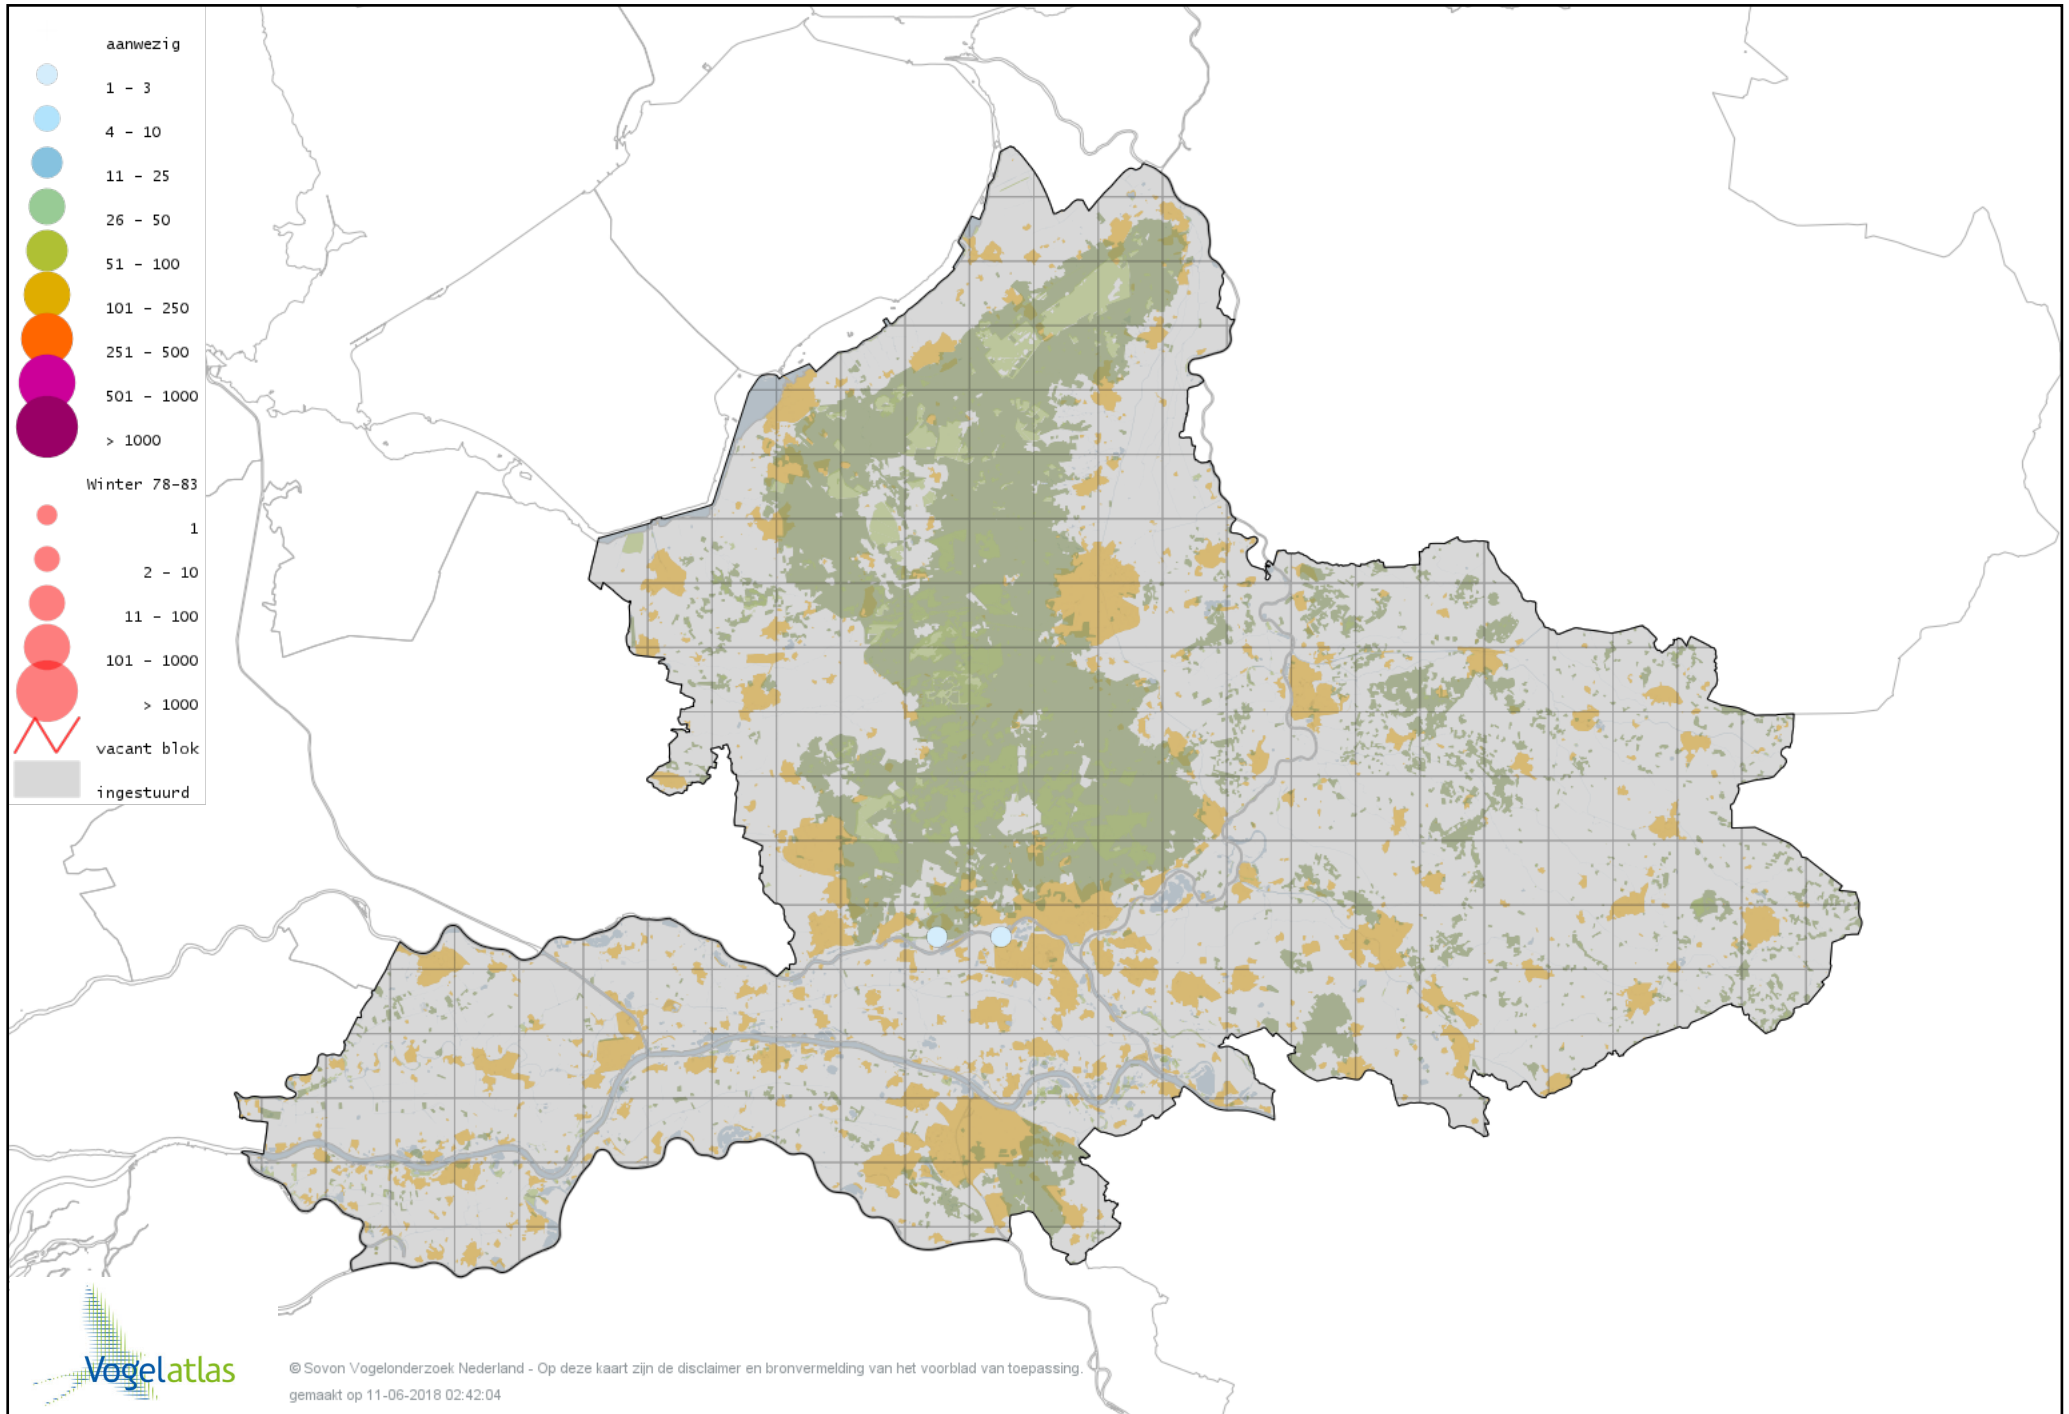 aanwezig
1 - 3
4 - 10
11 - 25
26 - 50
51 - 100
101 - 250
251 - 500
501 - 1000
> 1000
Winter 78-83
1
2 - 10
11 - 100
101 - 1000
> 1000
vacant blok
ingestuurd
Vogelatlas
© Sovon Vogelonderzoek Nederland - Op deze kaart zijn de disclaimer en bronvermelding van het voorblad van toepassing.
gemaakt op 11-06-2018 02:42:04